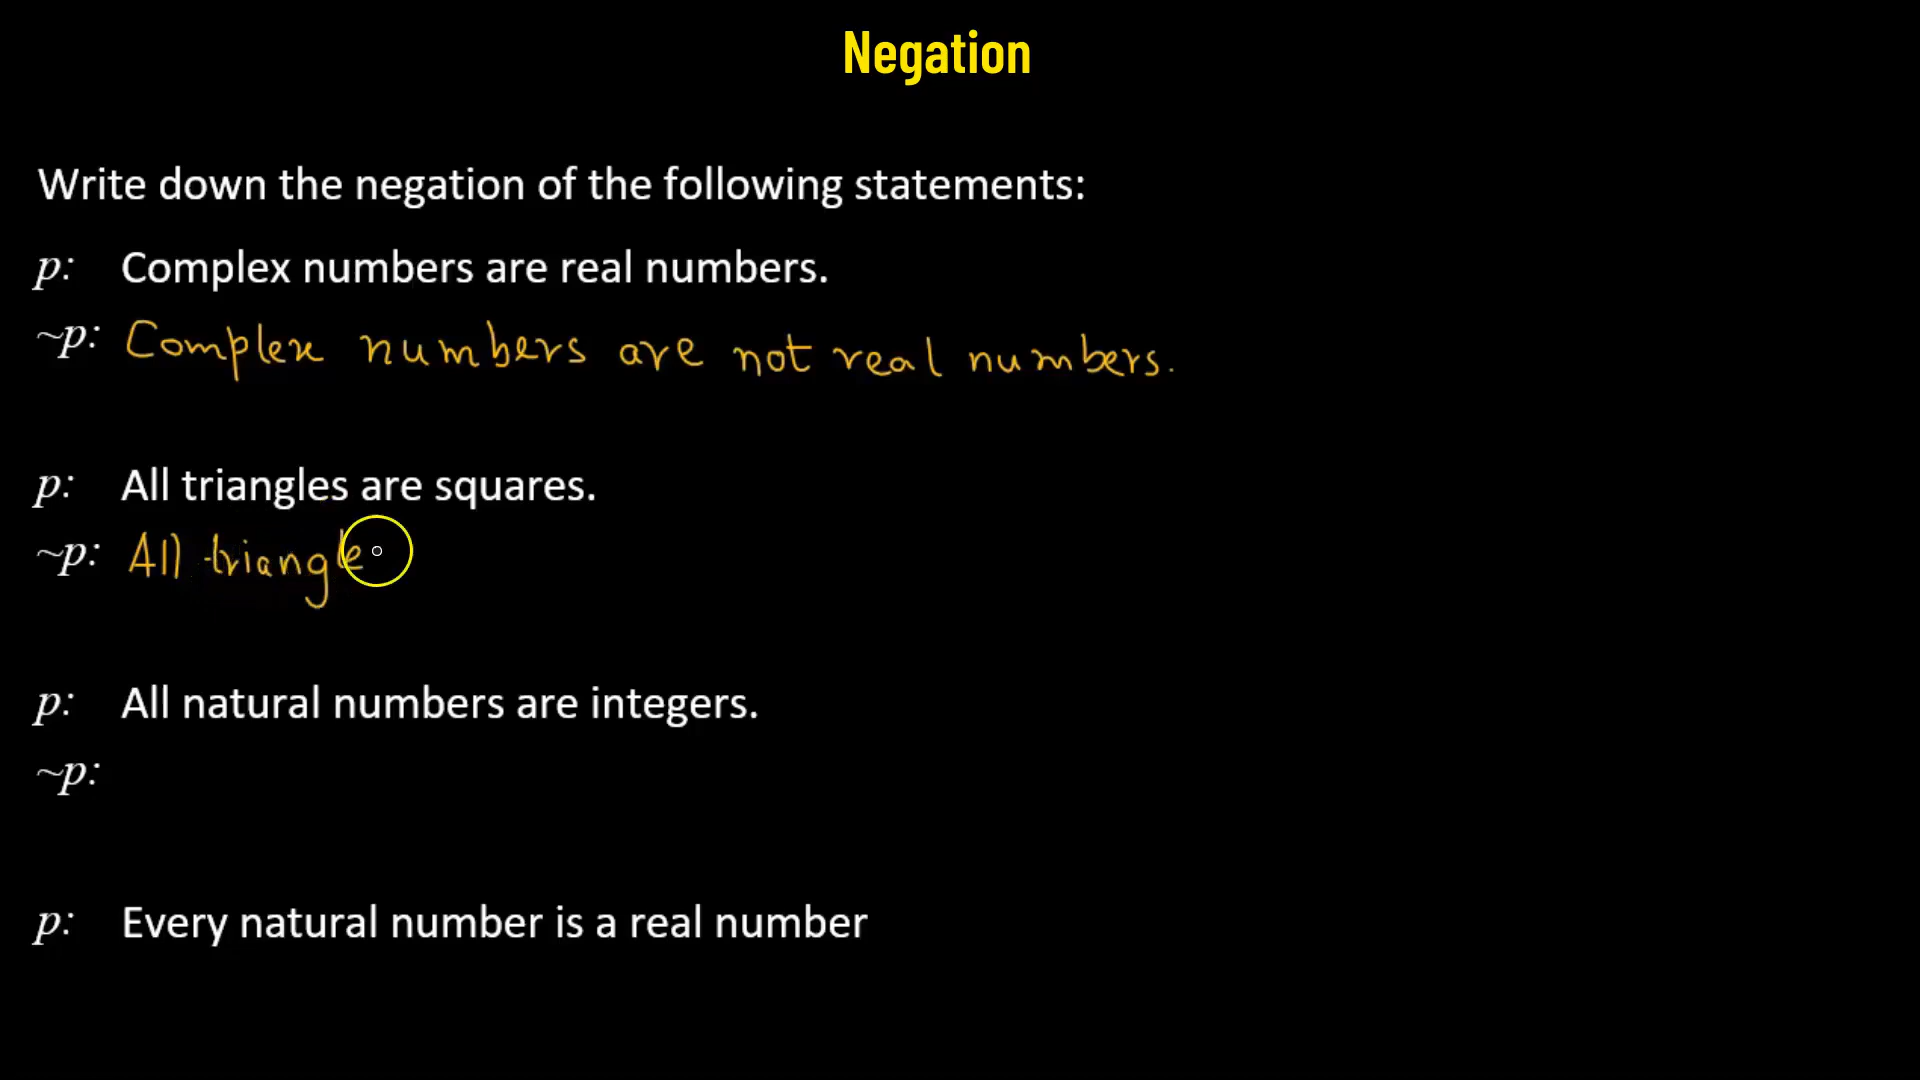 Negation
Write down the negation of the following statements:
p: Complex numbers are real numbers.
~p: Complex numbers are not real numbers.
p: All triangles are squares.
~p: All triangle
p: All natural numbers are integers.
~p:
p: Every natural number is a real number